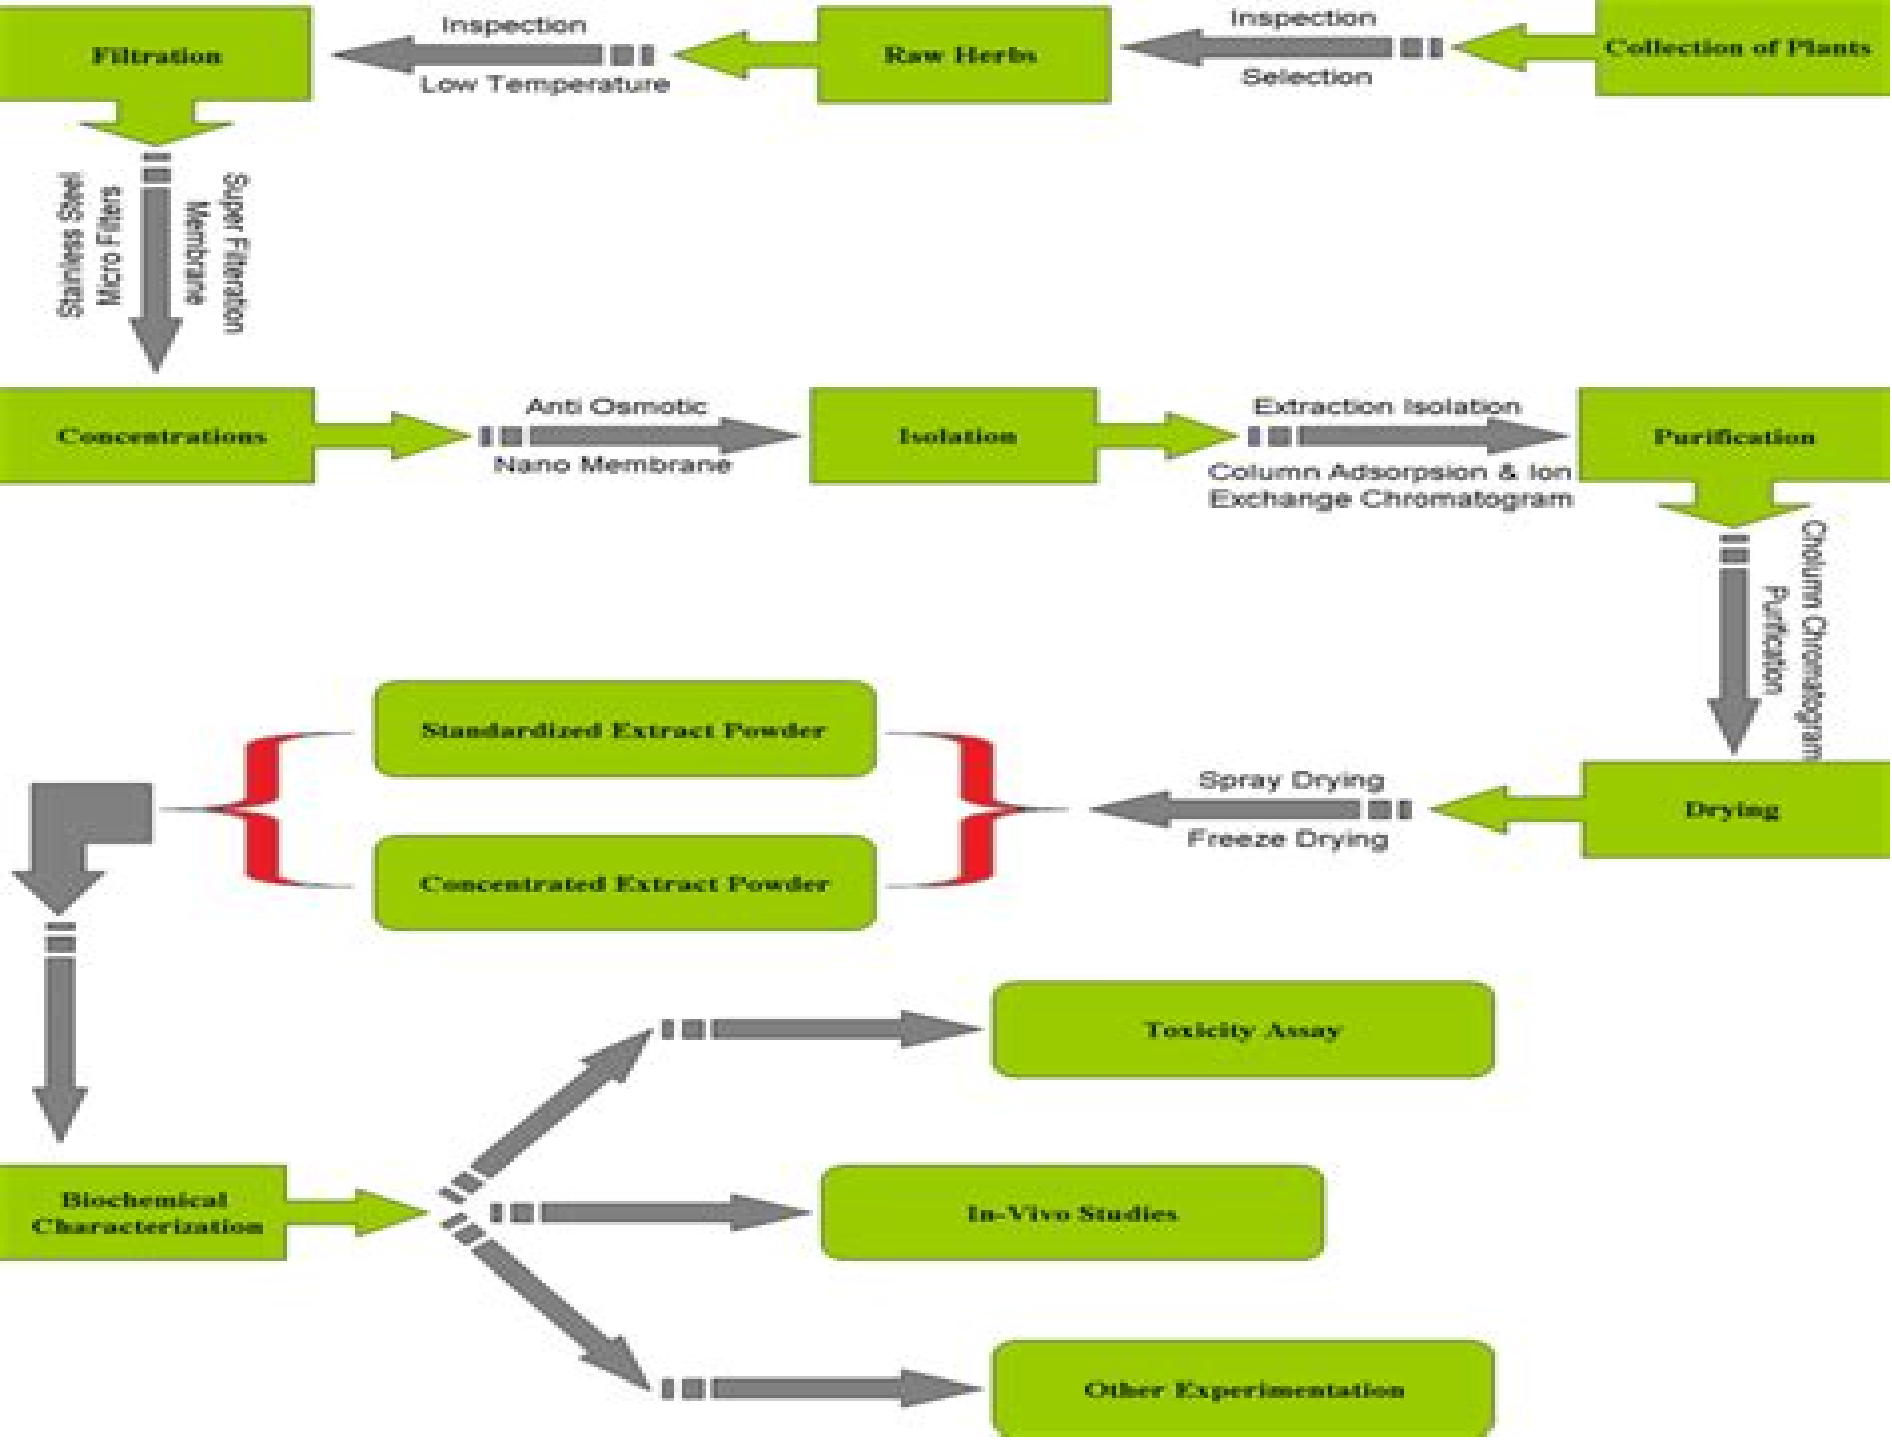 Collection of Plants
Inspection
Selection
Raw Herbs
Inspection
Low Temperature
Filtration
Stainless Steel
Micro Filters
Super Filteration
Membrane
Concentrations
Anti Osmotic
Nano Membrane
Isolation
Extraction Isolation
Column Adsorpsion & Ion
Exchange Chromatogram
Purification
Cholumn Chromatogram
Purification
Drying
Spray Drying
Freeze Drying
Standardized Extract Powder
Concentrated Extract Powder
Biochemical
Characterization
Toxicity Assay
In-Vivo Studies
Other Experimentation